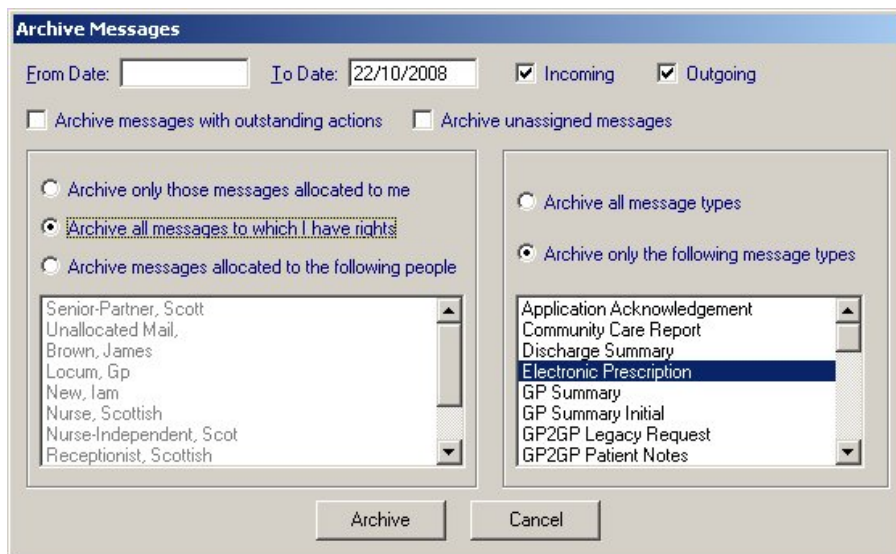 Archive Messages
From Date: To Date: 22/10/2008 Incoming Outgoing
Archive messages with outstanding actions Archive unassigned messages
Archive only those messages allocated to me
Archive all messages to which I have rights
Archive messages allocated to the following people
Senior-Partner, Scott
Unallocated Mail,
Brown, James
Locum, Gp
New, Iam
Nurse, Scottish
Nurse-Independent, Scot
Receptionist, Scottish
Archive all message types
Archive only the following message types
Application Acknowledgement
Community Care Report
Discharge Summary
Electronic Prescription
GP Summary
GP Summary Initial
GP2GP Legacy Request
GP2GP Patient Notes
Archive Cancel